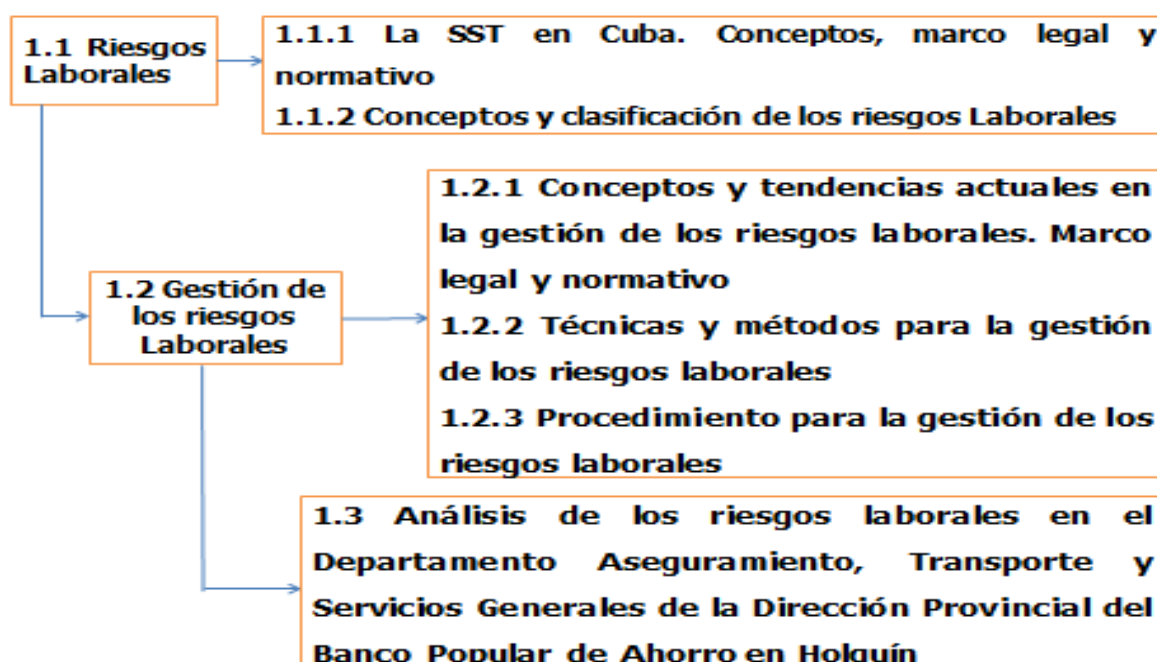 1.1 Riesgos
Laborales
1.1.1 La SST en Cuba. Conceptos, marco legal y
normativo
1.1.2 Conceptos y clasificación de los riesgos Laborales
1.2 Gestión de
los riesgos
Laborales
1.2.1 Conceptos y tendencias actuales en
la gestión de los riesgos laborales. Marco
legal y normativo
1.2.2 Técnicas y métodos para la gestión
de los riesgos laborales
1.2.3 Procedimiento para la gestión de los
riesgos laborales
1.3 Análisis de los riesgos laborales en el
Departamento Aseguramiento, Transporte y
Servicios Generales de la Dirección Provincial del
Banco Popular de Ahorro en Holguín